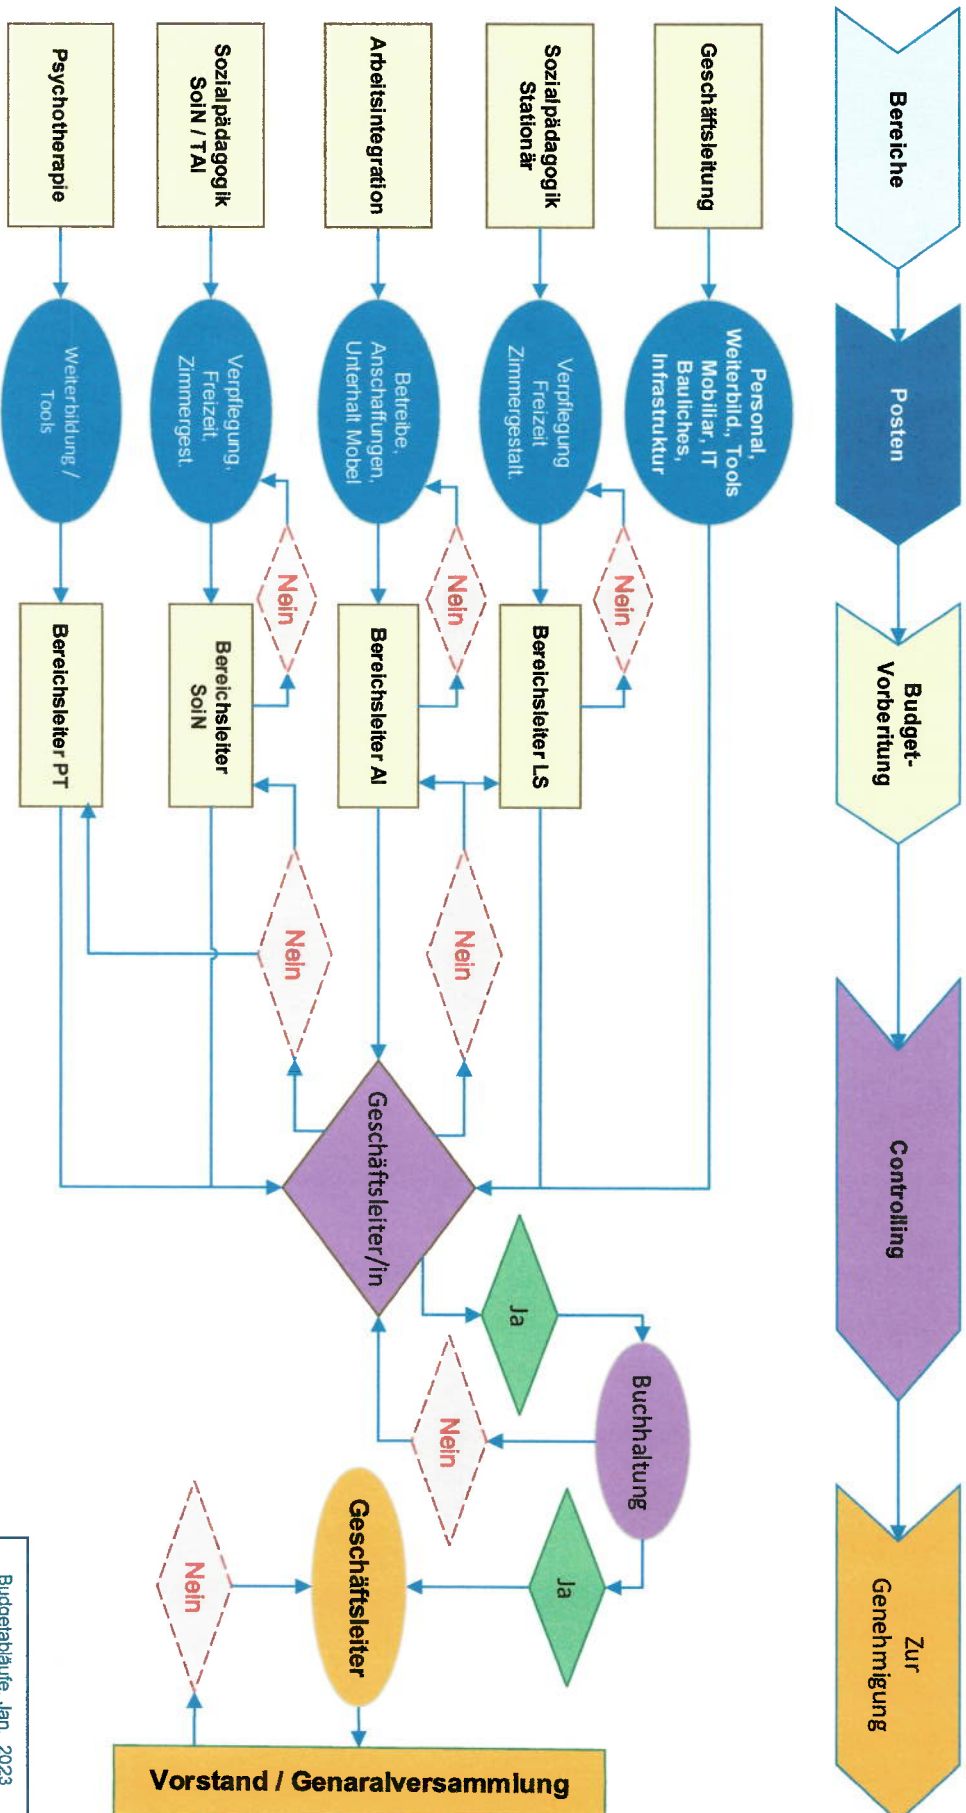 Bereiche
Posten
Budget-
Vorberitung
Controlling
Zur
Genehmigung
Geschäftsleitung
Personal,
Weiterbild., Tools
Mobiliar, IT
Bauliches,
Infrastruktur
Sozialpädagogik
Stationär
Verpflegung
Freizeit
Zimmergestalt.
Nein
Bereichsleiter LS
Arbeitsintegration
Betreibe,
Anschaffungen,
Unterhalt Mobel
Nein
Bereichsleiter AI
Nein
Sozialpädagogik
SoiN / TAI
Verpflegung,
Freizeit,
Zimmergest.
Nein
Bereichsleiter
SoiN
Nein
Psychotherapie
Weiterbildung /
Tools
Bereichsleiter PT
Geschäftsleiter/in
Ja
Buchhaltung
Nein
Ja
Geschäftsleiter
Nein
Vorstand / Genaralversammlung
Budgetabläufe, Jan. 2023